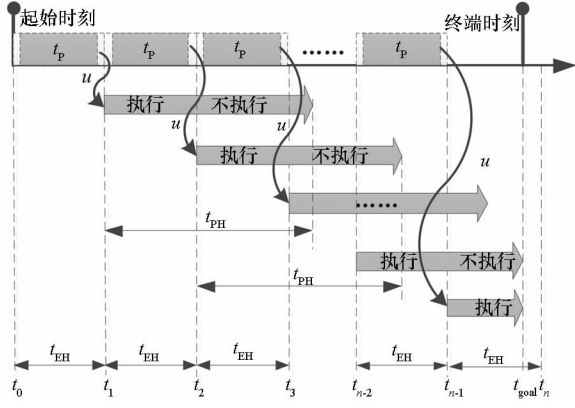 起始时刻 终端时刻
tP tP tP …… tP
u 执行 不执行
u 执行 不执行
u ……
u
tPH
执行 不执行
tPH
执行
tEH tEH tEH tEH tEH
t0 t1 t2 t3 tn-2 tn-1 tgoal tn